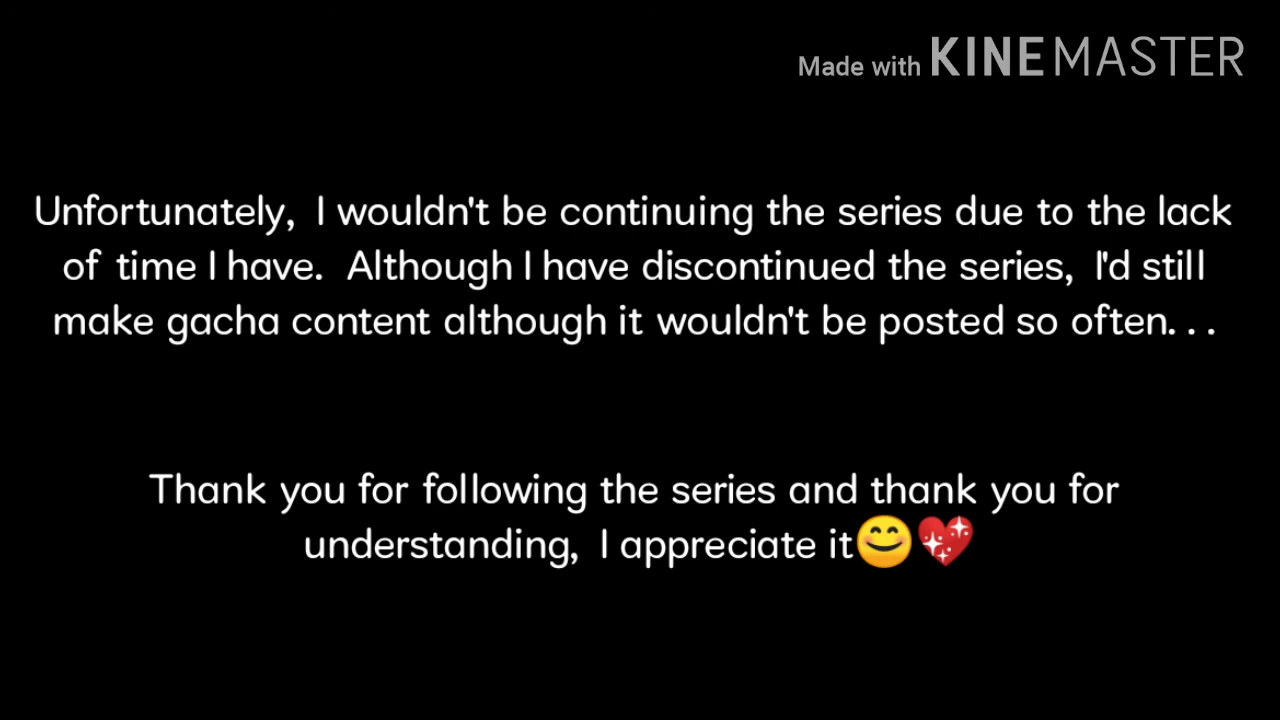 Made with KINEMASTER
Unfortunately,  I wouldn't be continuing the series due to the lack
of  time I have.  Although I have discontinued the series,  I'd still
make gacha content although it wouldn't be posted so often. . .
Thank you for following the series and thank you for
understanding,  I appreciate it😊💖